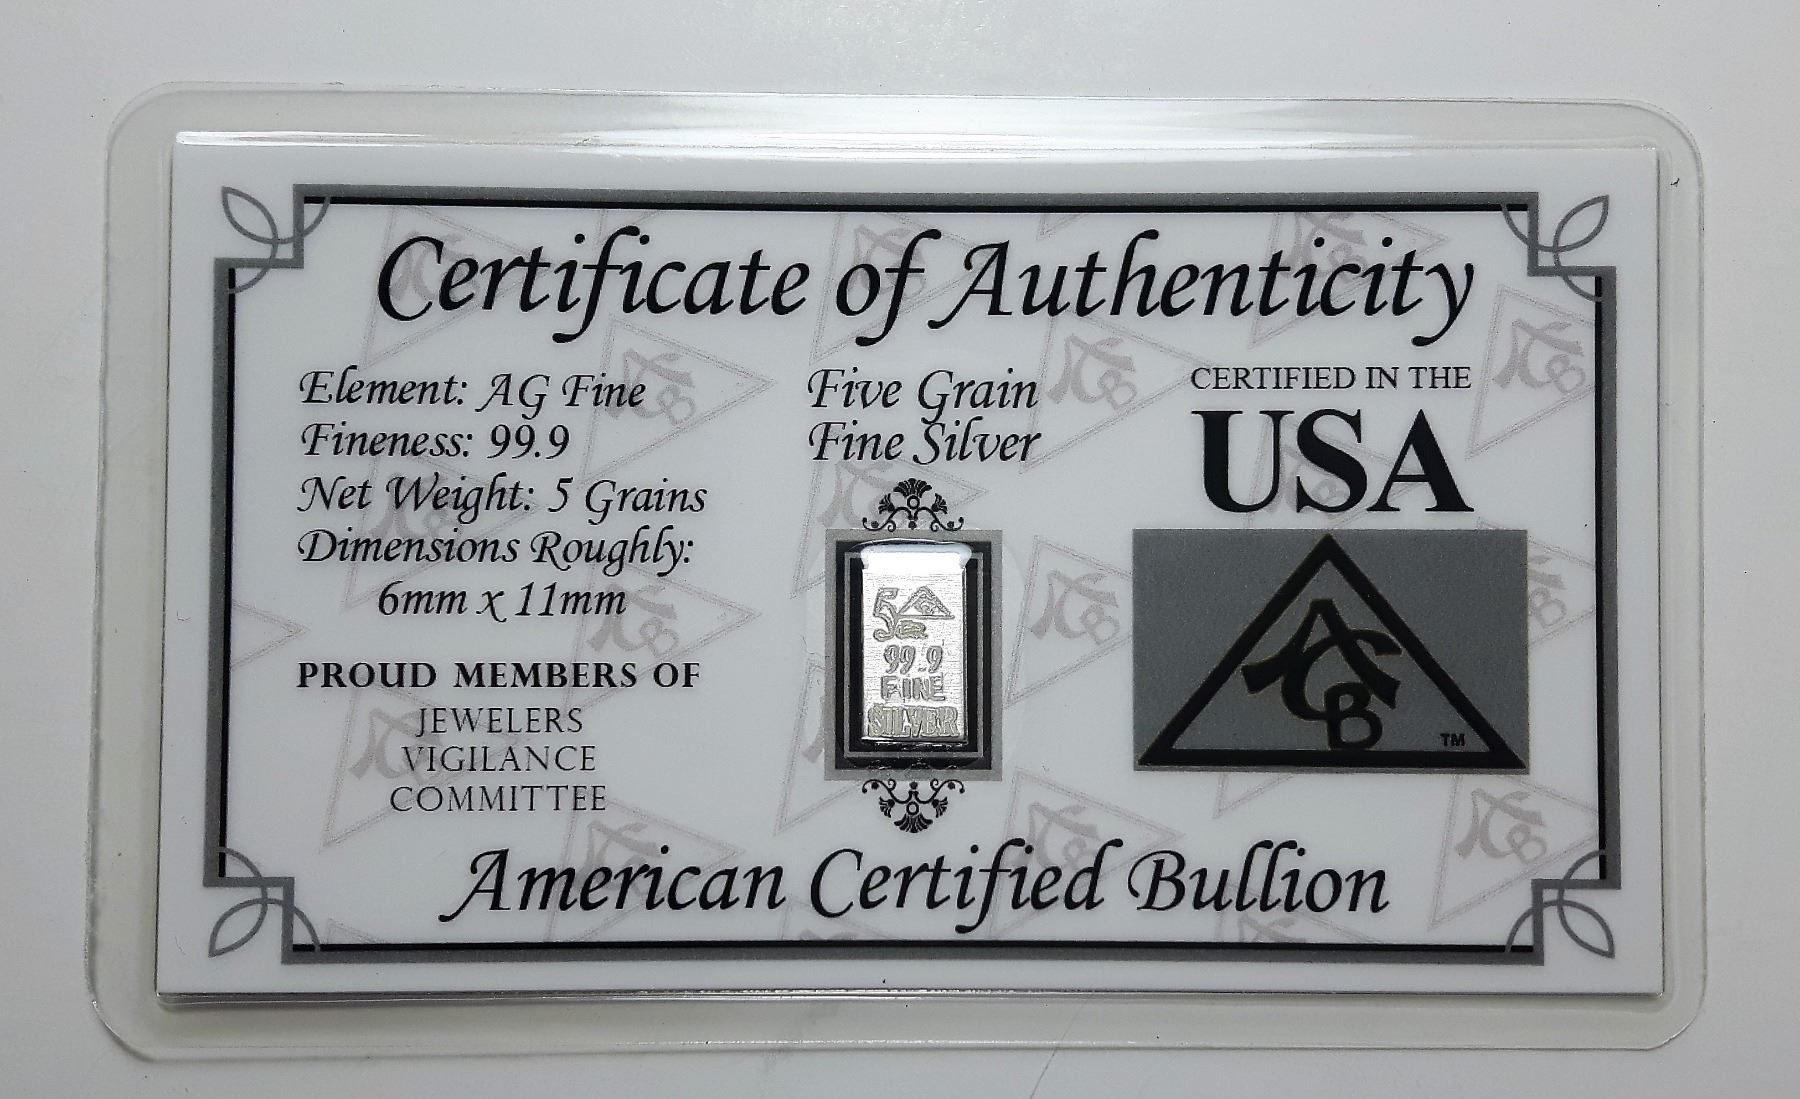 Certificate of Authenticity
Element: AG Fine
Fineness: 99.9
Net Weight: 5 Grains
Dimensions Roughly:
6mm x 11mm
PROUD MEMBERS OF
JEWELERS
VIGILANCE
COMMITTEE
Five Grain
Fine Silver
5
99.9
FINE
SILVER
CERTIFIED IN THE
USA
ACB
TM
American Certified Bullion